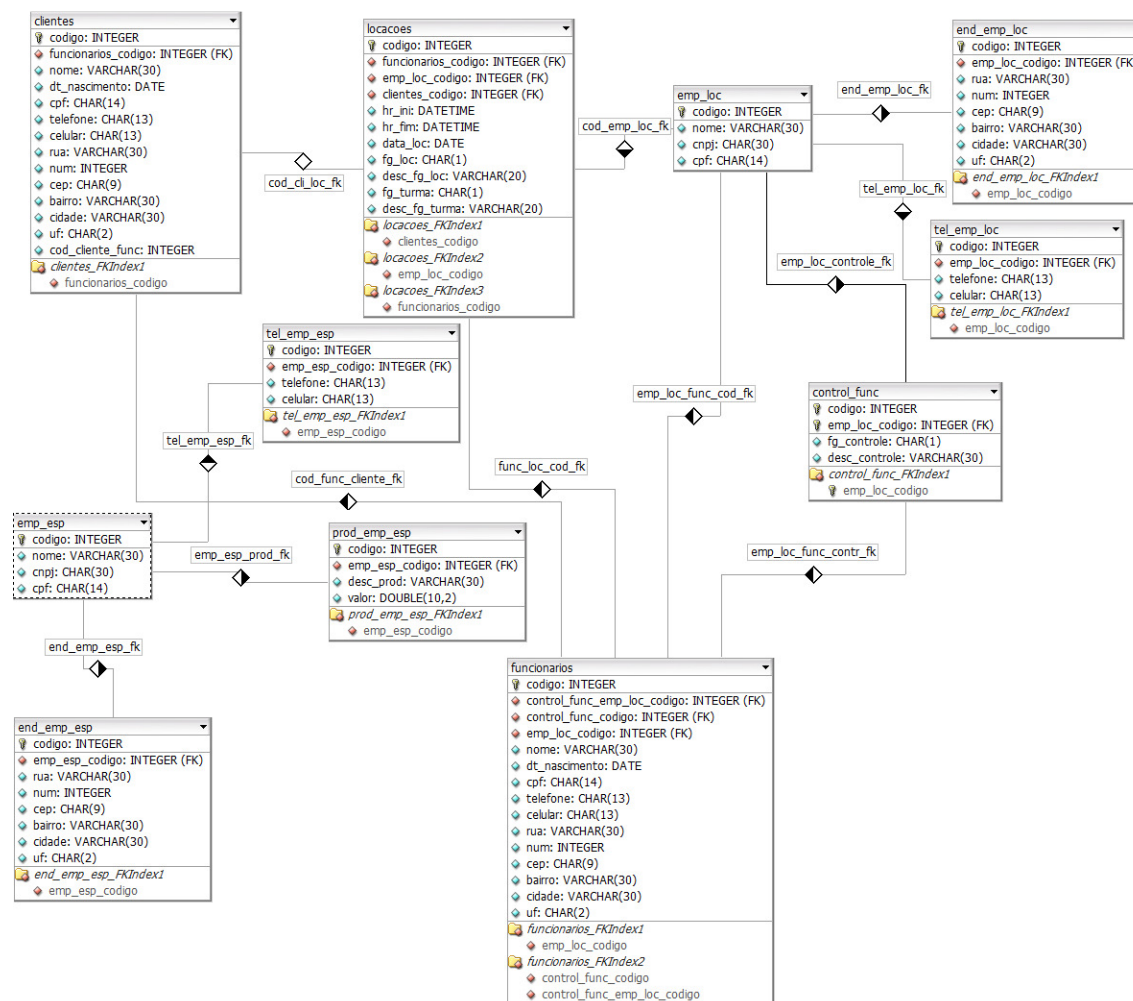 clientes
codigo: INTEGER
funcionarios_codigo: INTEGER (FK)
nome: VARCHAR(30)
dt_nascimento: DATE
cpf: CHAR(14)
telefone: CHAR(13)
celular: CHAR(13)
rua: VARCHAR(30)
num: INTEGER
cep: CHAR(9)
bairro: VARCHAR(30)
cidade: VARCHAR(30)
uf: CHAR(2)
cod_cliente_func: INTEGER
clientes_FKIndex1
funcionarios_codigo
cod_cli_loc_fk
locacoes
codigo: INTEGER
funcionarios_codigo: INTEGER (FK)
emp_loc_codigo: INTEGER (FK)
clientes_codigo: INTEGER (FK)
hr_ini: DATETIME
hr_fim: DATETIME
data_loc: DATE
fg_loc: CHAR(1)
desc_fg_loc: VARCHAR(20)
fg_turma: CHAR(1)
desc_fg_turma: VARCHAR(20)
locacoes_FKIndex1
clientes_codigo
locacoes_FKIndex2
emp_loc_codigo
locacoes_FKIndex3
funcionarios_codigo
cod_emp_loc_fk
emp_loc
codigo: INTEGER
nome: VARCHAR(30)
cnpj: CHAR(30)
cpf: CHAR(14)
end_emp_loc_fk
end_emp_loc
codigo: INTEGER
emp_loc_codigo: INTEGER (FK)
rua: VARCHAR(30)
num: INTEGER
cep: CHAR(9)
bairro: VARCHAR(30)
cidade: VARCHAR(30)
uf: CHAR(2)
end_emp_loc_FKIndex1
emp_loc_codigo
tel_emp_loc_fk
tel_emp_loc
codigo: INTEGER
emp_loc_codigo: INTEGER (FK)
telefone: CHAR(13)
celular: CHAR(13)
tel_emp_loc_FKIndex1
emp_loc_codigo
emp_loc_controle_fk
tel_emp_esp
codigo: INTEGER
emp_esp_codigo: INTEGER (FK)
telefone: CHAR(13)
celular: CHAR(13)
tel_emp_esp_FKIndex1
emp_esp_codigo
emp_loc_func_cod_fk
control_func
codigo: INTEGER
emp_loc_codigo: INTEGER (FK)
fg_controle: CHAR(1)
desc_controle: VARCHAR(30)
control_func_FKIndex1
emp_loc_codigo
tel_emp_esp_fk
cod_func_cliente_fk
func_loc_cod_fk
emp_esp
codigo: INTEGER
nome: VARCHAR(30)
cnpj: CHAR(30)
cpf: CHAR(14)
emp_esp_prod_fk
prod_emp_esp
codigo: INTEGER
emp_esp_codigo: INTEGER (FK)
desc_prod: VARCHAR(30)
valor: DOUBLE(10,2)
prod_emp_esp_FKIndex1
emp_esp_codigo
emp_loc_func_contr_fk
end_emp_esp_fk
end_emp_esp
codigo: INTEGER
emp_esp_codigo: INTEGER (FK)
rua: VARCHAR(30)
num: INTEGER
cep: CHAR(9)
bairro: VARCHAR(30)
cidade: VARCHAR(30)
uf: CHAR(2)
end_emp_esp_FKIndex1
emp_esp_codigo
funcionarios
codigo: INTEGER
control_func_emp_loc_codigo: INTEGER (FK)
control_func_codigo: INTEGER (FK)
emp_loc_codigo: INTEGER (FK)
nome: VARCHAR(30)
dt_nascimento: DATE
cpf: CHAR(14)
telefone: CHAR(13)
celular: CHAR(13)
rua: VARCHAR(30)
num: INTEGER
cep: CHAR(9)
bairro: VARCHAR(30)
cidade: VARCHAR(30)
uf: CHAR(2)
funcionarios_FKIndex1
emp_loc_codigo
funcionarios_FKIndex2
control_func_codigo
control_func_emp_loc_codigo